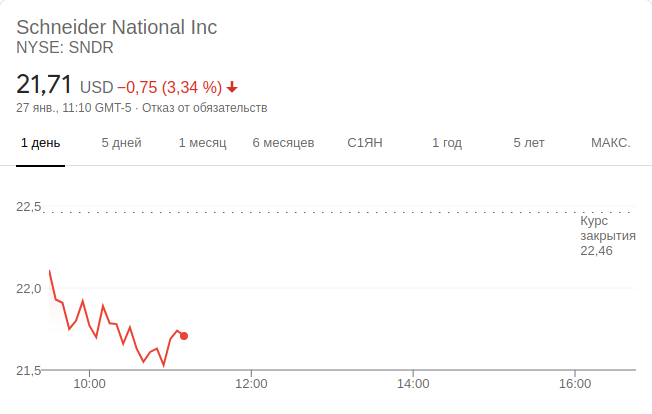 Schneider National Inc
NYSE: SNDR
21,71 USD −0,75 (3,34 %)
27 янв., 11:10 GMT-5 · Отказ от обязательств
1 день 5 дней 1 месяц 6 месяцев С1ЯН 1 год 5 лет МАКС.
22,5
Курс
закрытия
22,46
22,0
21,5
10:00 12:00 14:00 16:00